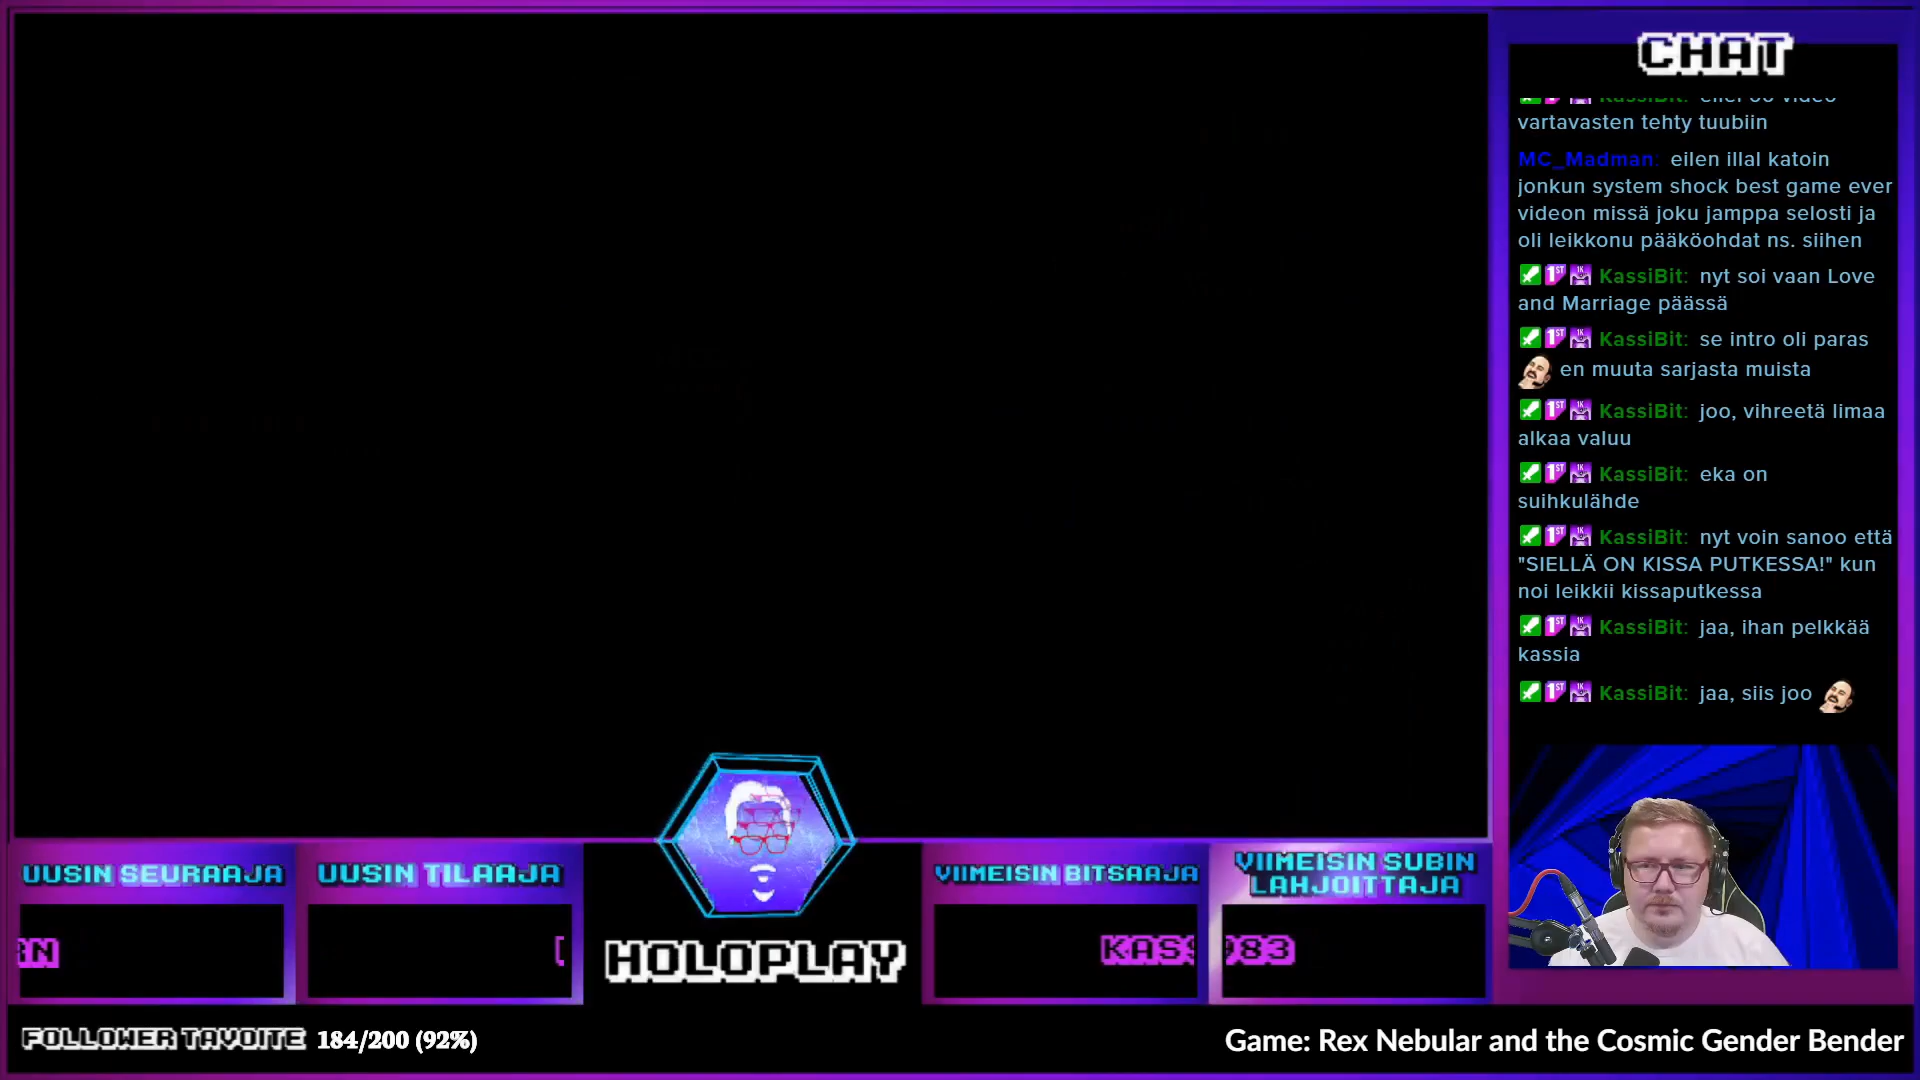 CHAT
vartavasten tehty tuubiin
MC_Madman: eilen illal katoin
jonkun system shock best game ever
videon missä joku jamppa selosti ja
oli leikkonu pääköohdat ns. siihen
KassiBit: nyt soi vaan Love
and Marriage päässä
KassiBit: se intro oli paras
en muuta sarjasta muista
KassiBit: joo, vihreetä limaa
alkaa valuu
KassiBit: eka on
suihkulähde
KassiBit: nyt voin sanoo että
"SIELLÄ ON KISSA PUTKESSA!" kun
noi leikkii kissaputkessa
KassiBit: jaa, ihan pelkkää
kassia
KassiBit: jaa, siis joo
UUSIN SEURAAJA
UUSIN TILAAJA
HOLOPLAY
VIIMEISIN BITSAAJA
KASS
VIIMEISIN SUBIN
LAHJOITTAJA
983
FOLLOWER TAVOITE 184/200 (92%)
Game: Rex Nebular and the Cosmic Gender Bender